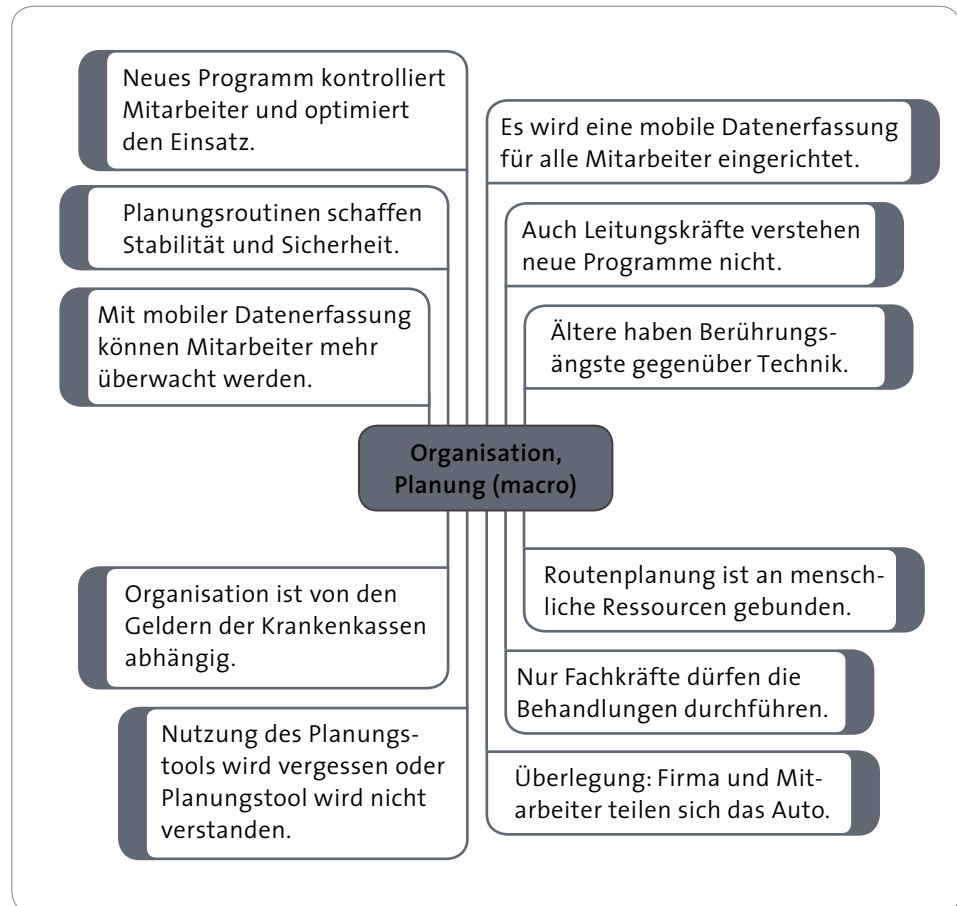 Neues Programm kontrolliert
Mitarbeiter und optimiert
den Einsatz.
Planungsroutinen schaffen
Stabilität und Sicherheit.
Mit mobiler Datenerfassung
können Mitarbeiter mehr
überwacht werden.
Es wird eine mobile Datenerfassung
für alle Mitarbeiter eingerichtet.
Auch Leitungskräfte verstehen
neue Programme nicht.
Ältere haben Berührungs-
ängste gegenüber Technik.
Organisation,
Planung (macro)
Organisation ist von den
Geldern der Krankenkassen
abhängig.
Nutzung des Planungs-
tools wird vergessen oder
Planungstool wird nicht
verstanden.
Routenplanung ist an mensch-
liche Ressourcen gebunden.
Nur Fachkräfte dürfen die
Behandlungen durchführen.
Überlegung: Firma und Mit-
arbeiter teilen sich das Auto.